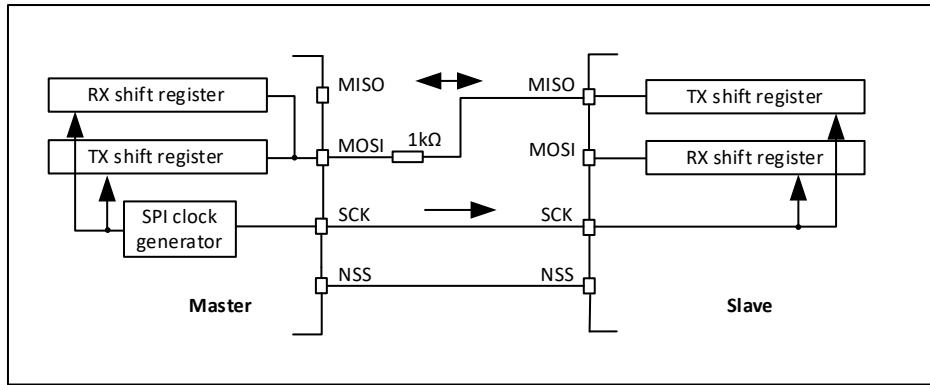 RX shift register
TX shift register
SPI clock
generator
Master
MISO
MOSI
SCK
NSS
1kΩ
MISO
MOSI
SCK
NSS
TX shift register
RX shift register
Slave